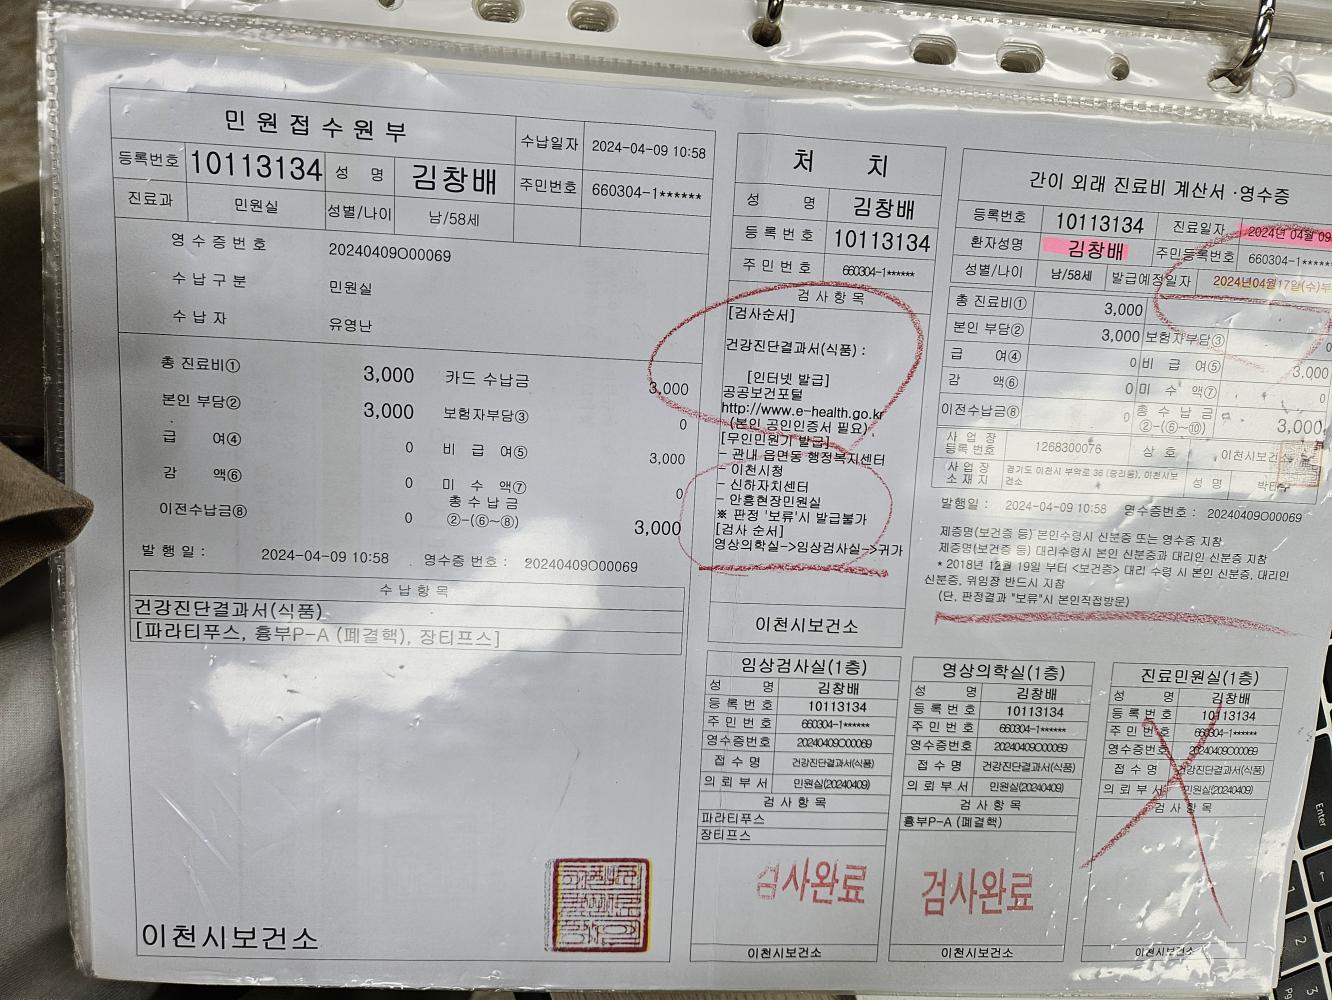 민원접수원부
수납일자 2024-04-09 10:58
등록번호 10113134 성 명 김창배 주민번호 660304-1******
진료과 민원실 성별/나이 남/58세
영수증번호 20240409O00069
수납구분 민원실
수납자 유영난
총 진료비① 3,000 카드 수납금 3,000
본인 부담② 3,000 보험자부담③ 0
급 여④ 0 비 급 여⑤ 3,000
감 액⑥ 0 미 수 액⑦ 0
이전수납금⑧ 0 총 수 납 금 ②-(⑥~⑧) 3,000
발 행 일 : 2024-04-09 10:58 영수증 번호 : 20240409O00069
수 납 항 목
건강진단결과서(식품)
[파라티푸스, 흉부P-A (폐결핵), 장티프스]
이천시보건소
처 치
성 명 김창배
등 록 번 호 10113134
주 민 번 호 660304-1******
검 사 항 목
[검사순서]
건강진단결과서(식품) :
[인터넷 발급]
공공보건포털
http://www.e-health.go.kr
(본인 공인인증서 필요)
[무인민원기 발급]
- 관내 읍면동 행정복지센터
- 이천시청
- 신하자치센터
- 안흥현장민원실
※ 판정 '보류'시 발급불가
[검사 순서]
영상의학실->임상검사실->귀가
이천시보건소
간이 외래 진료비 계산서 ·영수증
등록번호 10113134 진료일자 2024년 04월 09
환자성명 김창배 주민등록번호 660304-1*****
성별/나이 남/58세 발급예정일자 2024년04월17일(수)부
총 진료비① 3,000
본인 부담② 3,000 보험자부담③ 0
급 여④ 0 비 급 여⑤ 3,000
감 액⑥ 0 미 수 액⑦ 0
이전수납금⑧ 0 총 수 납 금 ②-(⑥~⑩) 3,000
사 업 장 등록 번호 1268300076 상 호 이천시보건소
사 업 장 소 재 지 경기도 이천시 부악로 36 (증리동), 이천시보건소 성 명
발행일 : 2024-04-09 10:58 영수증번호 : 20240409O00069
제증명(보건증 등) 본인수령시 신분증 또는 영수증 지참
제증명(보건증 등) 대리수령시 본인 신분증과 대리인 신분증 지참
* 2018년 12월 19일 부터 <보건증> 대리 수령 시 본인 신분증, 대리인
신분증, 위임장 반드시 지참
(단, 판정결과 "보류"시 본인직접방문)
임상검사실(1층)
성 명 김창배
등 록 번 호 10113134
주 민 번 호 660304-1******
영수증번호 20240409O00069
접 수 명 건강진단결과서(식품)
의 뢰 부 서 민원실(20240409)
검 사 항 목
파라티푸스
장티프스
검사완료
이천시보건소
영상의학실(1층)
성 명 김창배
등 록 번 호 10113134
주 민 번 호 660304-1******
영수증번호 20240409O00069
접 수 명 건강진단결과서(식품)
의 뢰 부 서 민원실(20240409)
검 사 항 목
흉부P-A (폐결핵)
검사완료
이천시보건소
진료민원실(1층)
성 명 김창배
등 록 번 호 10113134
주 민 번 호 660304-1******
영수증번호 20240409O00069
접 수 명 건강진단결과서(식품)
의 뢰 부 서 민원실(20240409)
검 사 항 목
이천시보건소
Enter
2
3